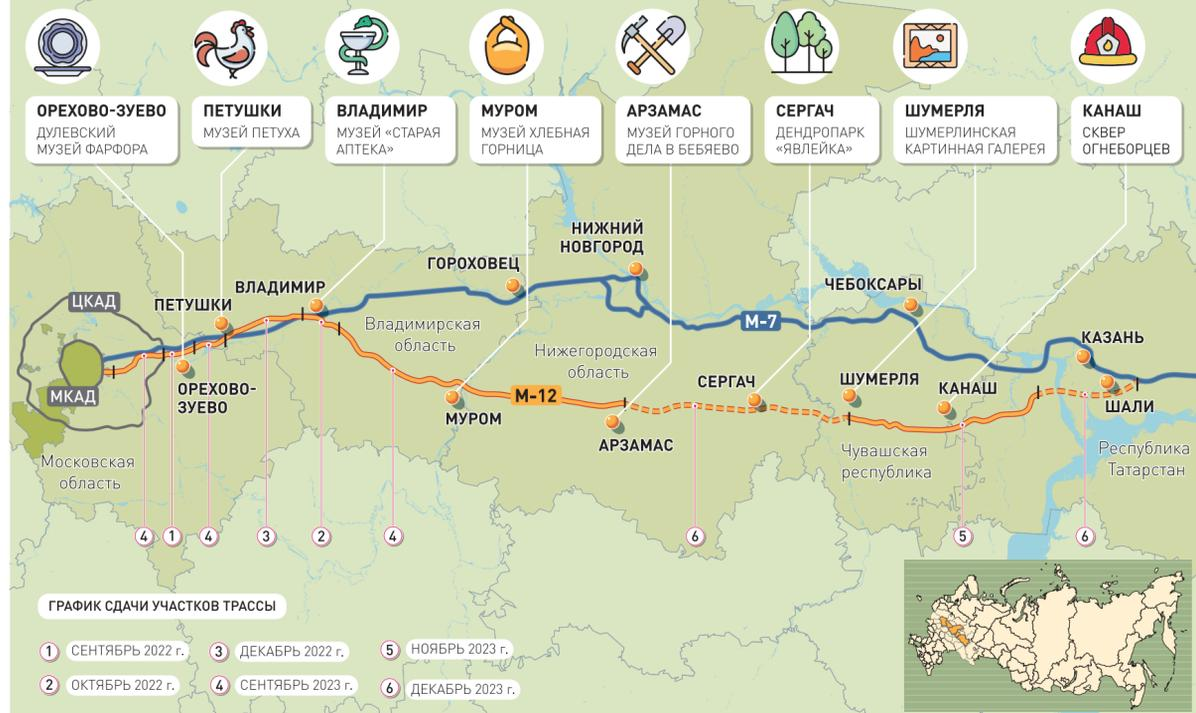 ОРЕХОВО-ЗУЕВО
ДУЛЕВСКИЙ
МУЗЕЙ ФАРФОРА
ПЕТУШКИ
МУЗЕЙ ПЕТУХА
ВЛАДИМИР
МУЗЕЙ «СТАРАЯ
АПТЕКА»
МУРОМ
МУЗЕЙ ХЛЕБНАЯ
ГОРНИЦА
АРЗАМАС
МУЗЕЙ ГОРНОГО
ДЕЛА В БЕБЯЕВО
СЕРГАЧ
ДЕНДРОПАРК
«ЯВЛЕЙКА»
ШУМЕРЛЯ
ШУМЕРЛИНСКАЯ
КАРТИННАЯ ГАЛЕРЕЯ
КАНАШ
СКВЕР
ОГНЕБОРЦЕВ
НИЖНИЙ
НОВГОРОД
ГОРОХОВЕЦ
ВЛАДИМИР
ЧЕБОКСАРЫ
ЦКАД
ПЕТУШКИ
М-7
Владимирская
область
КАЗАНЬ
Нижегородская
область
МКАД
ОРЕХОВО-
ЗУЕВО
СЕРГАЧ
ШУМЕРЛЯ
КАНАШ
М-12
ШАЛИ
МУРОМ
АРЗАМАС
Московская
область
Чувашская
республика
Республика
Татарстан
4
1
4
3
2
4
6
5
6
ГРАФИК СДАЧИ УЧАСТКОВ ТРАССЫ
1 СЕНТЯБРЬ 2022 г.
2 ОКТЯБРЬ 2022 г.
3 ДЕКАБРЬ 2022 г.
4 СЕНТЯБРЬ 2023 г.
5 НОЯБРЬ 2023 г.
6 ДЕКАБРЬ 2023 г.